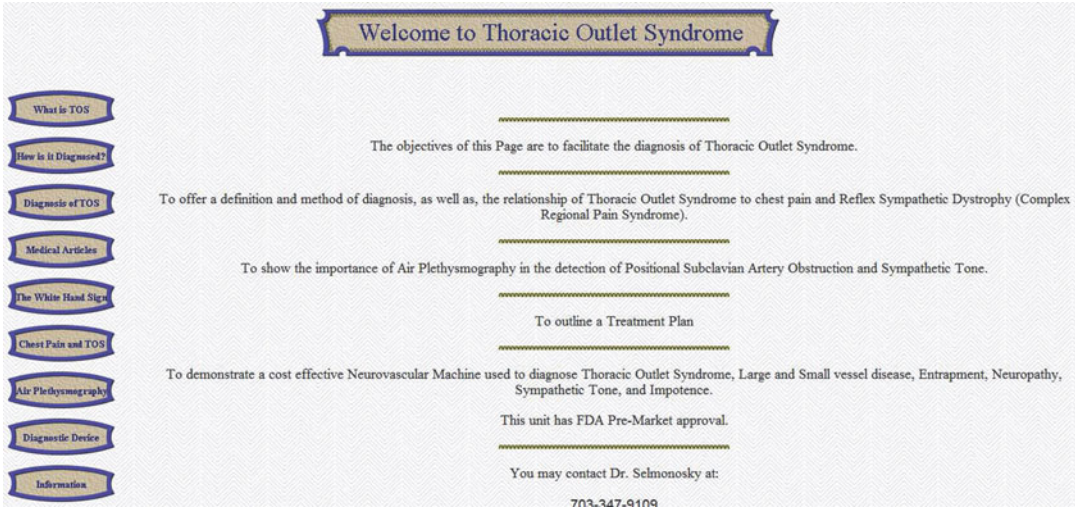 Welcome to Thoracic Outlet Syndrome
What is TOS
How is it Diagnosed?
Diagnosis of TOS
Medical Articles
The White Hand Sign
Chest Pain and TOS
Air Plethysmography
Diagnostic Device
Information
The objectives of this Page are to facilitate the diagnosis of Thoracic Outlet Syndrome.
To offer a definition and method of diagnosis, as well as, the relationship of Thoracic Outlet Syndrome to chest pain and Reflex Sympathetic Dystrophy (Complex
Regional Pain Syndrome).
To show the importance of Air Plethysmography in the detection of Positional Subclavian Artery Obstruction and Sympathetic Tone.
To outline a Treatment Plan
To demonstrate a cost effective Neurovascular Machine used to diagnose Thoracic Outlet Syndrome, Large and Small vessel disease, Entrapment, Neuropathy,
Sympathetic Tone, and Impotence.
This unit has FDA Pre-Market approval.
You may contact Dr. Selmonosky at:
703-347-9109